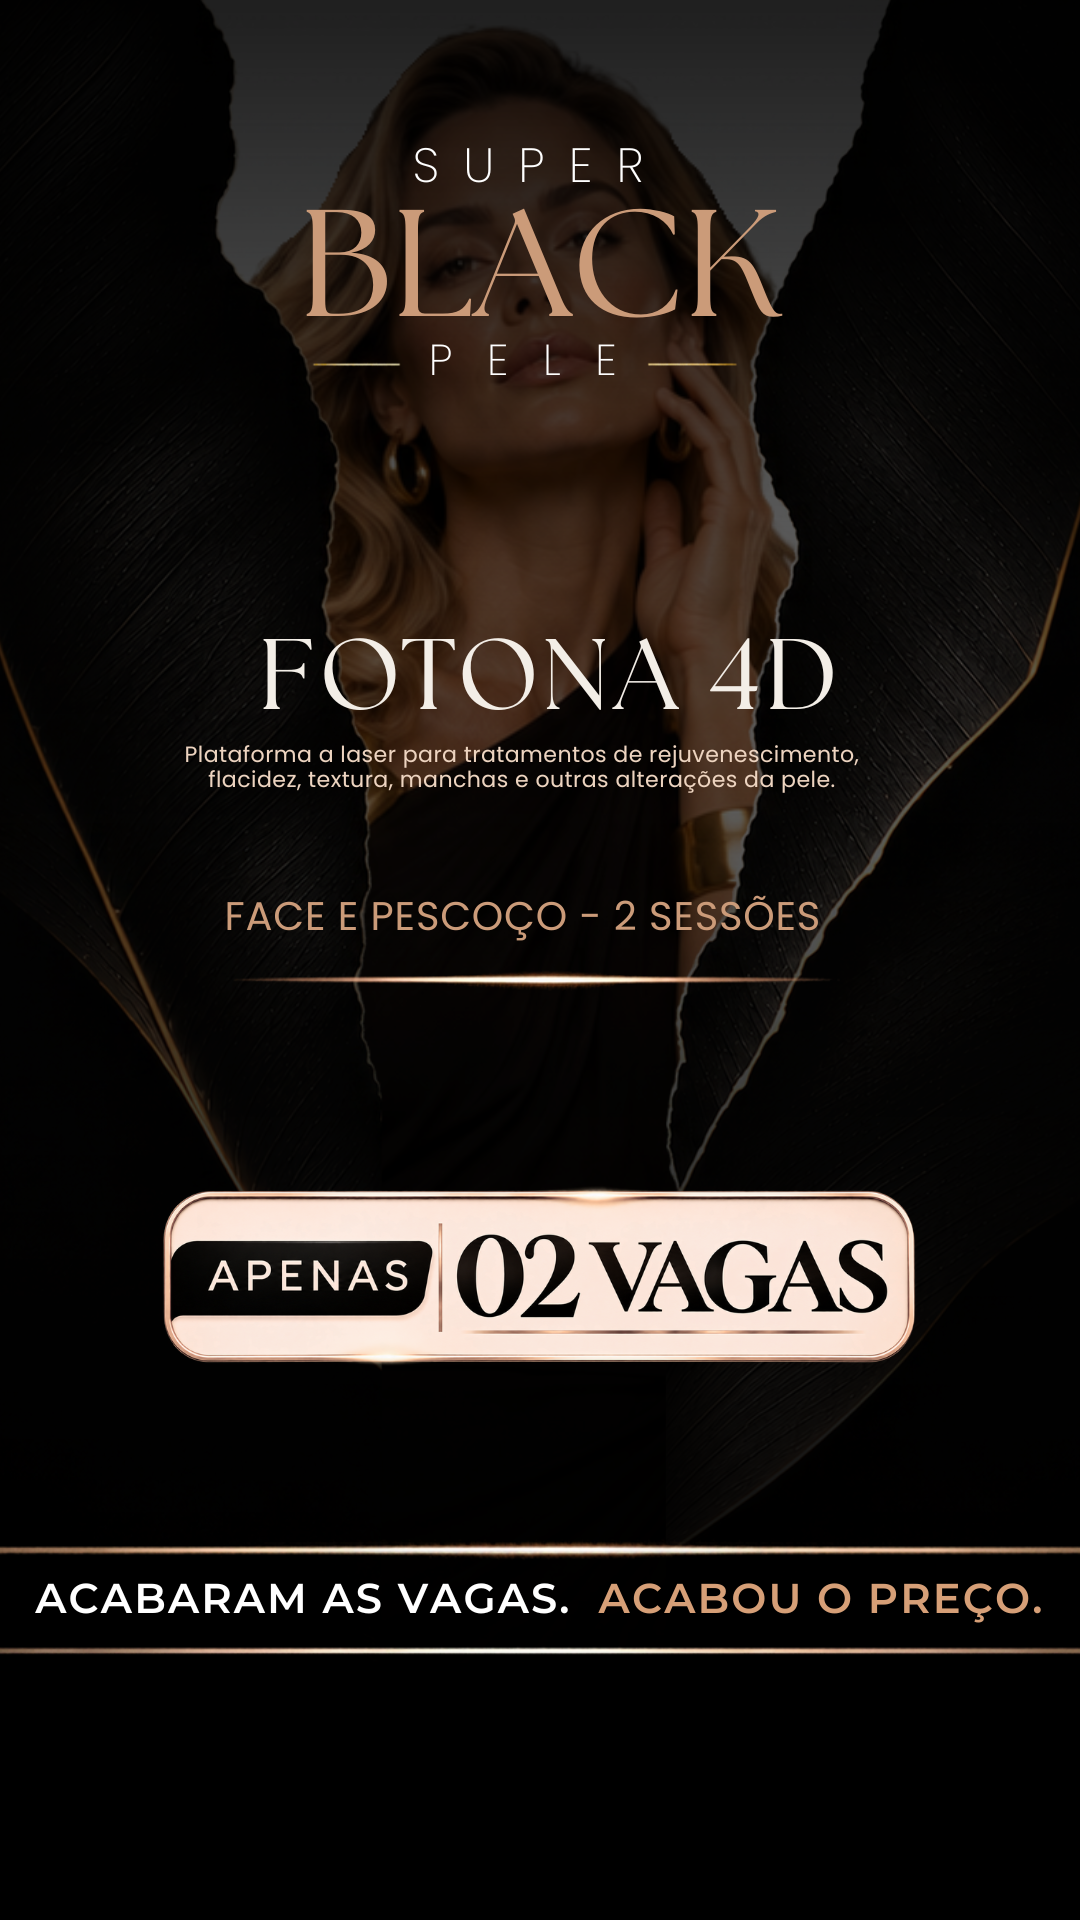 SUPER
BLACK
PELE
FOTONA 4D
Plataforma a laser para tratamentos de rejuvenescimento,
flacidez, textura, manchas e outras alterações da pele.
FACE E PESCOÇO - 2 SESSÕES
APENAS 02 VAGAS
ACABARAM AS VAGAS. ACABOU O PREÇO.